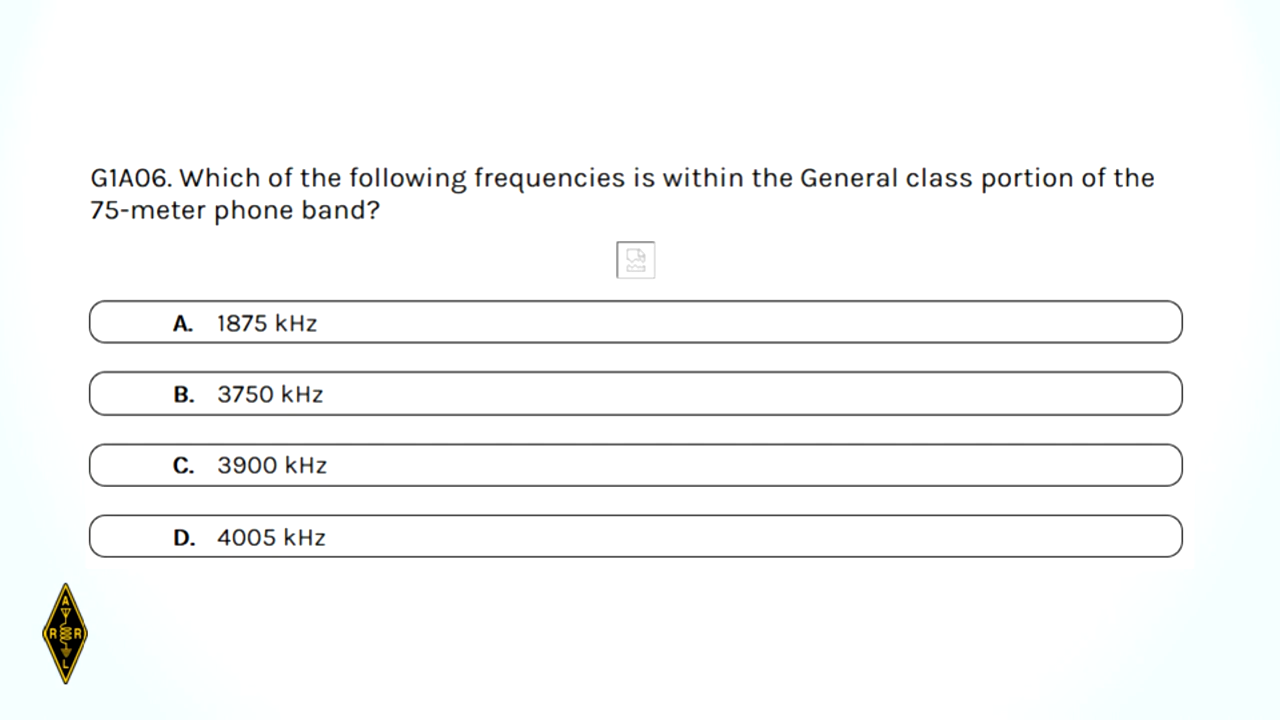 G1A06. Which of the following frequencies is within the General class portion of the
75-meter phone band?
A. 1875 kHz
B. 3750 kHz
C. 3900 kHz
D. 4005 kHz
A
R R
L